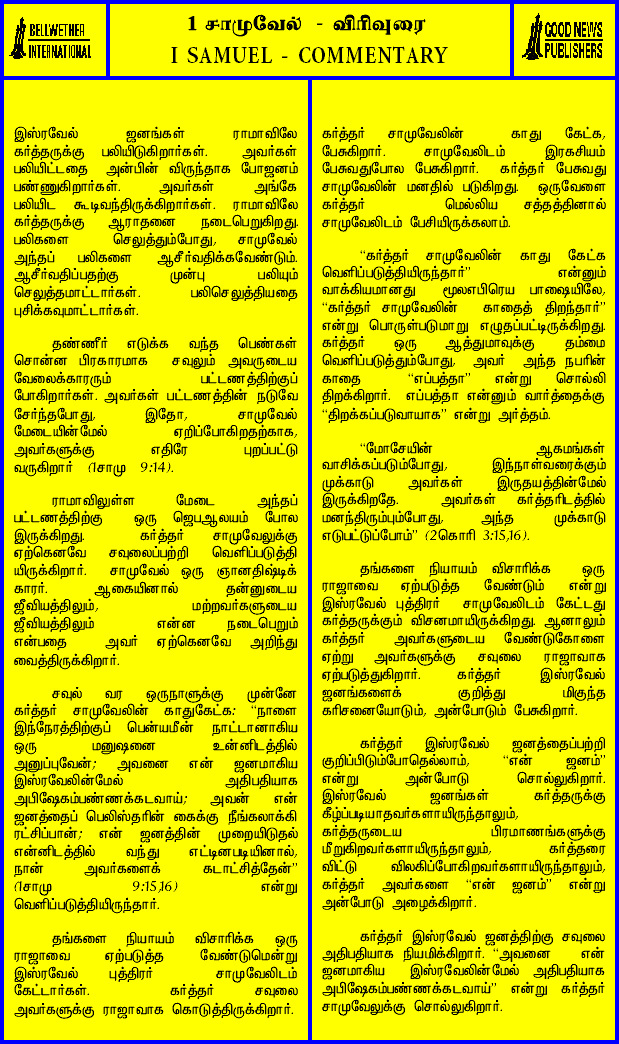 BELLWETHER
INTERNATIONAL
1 சாமுவேல் - விரிவுரை
I SAMUEL - COMMENTARY
GOOD NEWS
PUBLISHERS
இஸ்ரவேல் ஜனங்கள் ராமாவிலே
கர்த்தருக்கு பலியிடுகிறார்கள். அவர்கள்
பலியிட்டதை அன்பின் விருந்தாக போஜனம்
பண்ணுகிறார்கள். அவர்கள் அங்கே
பலியிட கூடிவந்திருக்கிறார்கள். ராமாவிலே
கர்த்தருக்கு ஆராதனை நடைபெறுகிறது.
பலிகளை செலுத்தும்போது, சாமுவேல்
அந்தப் பலிகளை ஆசீர்வதிக்கவேண்டும்.
ஆசீர்வதிப்பதற்கு முன்பு பலியும்
செலுத்தமாட்டார்கள். பலிசெலுத்தியதை
புசிக்கவுமாட்டார்கள்.
தண்ணீர் எடுக்க வந்த பெண்கள்
சொன்ன பிரகாரமாக சவுலும் அவருடைய
வேலைக்காரரும் பட்டணத்திற்குப்
போகிறார்கள். அவர்கள் பட்டணத்தின் நடுவே
சேர்ந்தபோது, இதோ, சாமுவேல்
மேடையின்மேல் ஏறிப்போகிறதற்காக,
அவர்களுக்கு எதிரே புறப்பட்டு
வருகிறார் (1சாமு 9:14).
ராமாவிலுள்ள மேடை அந்தப்
பட்டணத்திற்கு ஒரு ஜெபஆலயம் போல
இருக்கிறது. கர்த்தர் சாமுவேலுக்கு
ஏற்கெனவே சவுலைப்பற்றி வெளிப்படுத்தி
யிருக்கிறார். சாமுவேல் ஒரு ஞானதிஷ்டிக்
காரர். ஆகையினால் தன்னுடைய
ஜீவியத்திலும், மற்றவர்களுடைய
ஜீவியத்திலும் என்ன நடைபெறும்
என்பதை அவர் ஏற்கெனவே அறிந்து
வைத்திருக்கிறார்.
சவுல் வர ஒருநாளுக்கு முன்னே
கர்த்தர் சாமுவேலின் காதுகேட்க: "நாளை
இந்நேரத்திற்குப் பென்யமீன் நாட்டானாகிய
ஒரு மனுஷனை உன்னிடத்தில்
அனுப்புவேன்; அவனை என் ஜனமாகிய
இஸ்ரவேலின்மேல் அதிபதியாக
அபிஷேகம்பண்ணக்கடவாய்; அவன் என்
ஜனத்தைப் பெலிஸ்தரின் கைக்கு நீங்கலாக்கி
ரட்சிப்பான்; என் ஜனத்தின் முறையிடுதல்
என்னிடத்தில் வந்து எட்டினபடியினால்,
நான் அவர்களைக் கடாட்சித்தேன்"
(1சாமு 9:15,16) என்று
வெளிப்படுத்தியிருந்தார்.
தங்களை நியாயம் விசாரிக்க ஒரு
ராஜாவை ஏற்படுத்த வேண்டுமென்று
இஸ்ரவேல் புத்திரர் சாமுவேலிடம்
கேட்டார்கள். கர்த்தர் சவுலை
அவர்களுக்கு ராஜாவாக கொடுத்திருக்கிறார்.
கர்த்தர் சாமுவேலின் காது கேட்க,
பேசுகிறார். சாமுவேலிடம் இரகசியம்
பேசுவதுபோல பேசுகிறார். கர்த்தர் பேசுவது
சாமுவேலின் மனதில் படுகிறது. ஒருவேளை
கர்த்தர் மெல்லிய சத்தத்தினால்
சாமுவேலிடம் பேசியிருக்கலாம்.
"கர்த்தர் சாமுவேலின் காது கேட்க
வெளிப்படுத்தியிருந்தார்" என்னும்
வாக்கியமானது மூலஎபிரெய பாஷையிலே,
"கர்த்தர் சாமுவேலின் காதைத் திறந்தார்"
என்று பொருள்படுமாறு எழுதப்பட்டிருக்கிறது.
கர்த்தர் ஒரு ஆத்துமாவுக்கு தம்மை
வெளிப்படுத்தும்போது, அவர் அந்த நபரின்
காதை "எப்பத்தா" என்று சொல்லி
திறக்கிறார். எப்பத்தா என்னும் வார்த்தைக்கு
"திறக்கப்படுவாயாக" என்று அர்த்தம்.
"மோசேயின் ஆகமங்கள்
வாசிக்கப்படும்போது, இந்நாள்வரைக்கும்
முக்காடு அவர்கள் இருதயத்தின்மேல்
இருக்கிறதே. அவர்கள் கர்த்தரிடத்தில்
மனந்திரும்பும்போது, அந்த முக்காடு
எடுபட்டுப்போம்" (2கொரி 3:15,16).
தங்களை நியாயம் விசாரிக்க ஒரு
ராஜாவை ஏற்படுத்த வேண்டும் என்று
இஸ்ரவேல் புத்திரர் சாமுவேலிடம் கேட்டது
கர்த்தருக்கும் விசனமாயிருக்கிறது. ஆனாலும்
கர்த்தர் அவர்களுடைய வேண்டுகோளை
ஏற்று அவர்களுக்கு சவுலை ராஜாவாக
ஏற்படுத்துகிறார். கர்த்தர் இஸ்ரவேல்
ஜனங்களைக் குறித்து மிகுந்த
கரிசனையோடும், அன்போடும் பேசுகிறார்.
கர்த்தர் இஸ்ரவேல் ஜனத்தைப்பற்றி
குறிப்பிடும்போதெல்லாம், "என் ஜனம்"
என்று அன்போடு சொல்லுகிறார்.
இஸ்ரவேல் ஜனங்கள் கர்த்தருக்கு
கீழ்ப்படியாதவர்களாயிருந்தாலும்,
கர்த்தருடைய பிரமாணங்களுக்கு
மீறுகிறவர்களாயிருந்தாலும், கர்த்தரை
விட்டு விலகிப்போகிறவர்களாயிருந்தாலும்,
கர்த்தர் அவர்களை "என் ஜனம்" என்று
அன்போடு அழைக்கிறார்.
கர்த்தர் இஸ்ரவேல் ஜனத்திற்கு சவுலை
அதிபதியாக நியமிக்கிறார். "அவனை என்
ஜனமாகிய இஸ்ரவேலின்மேல் அதிபதியாக
அபிஷேகம்பண்ணக்கடவாய்" என்று கர்த்தர்
சாமுவேலுக்கு சொல்லுகிறார்.